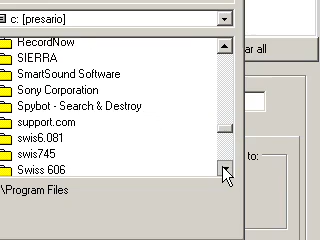 c: [presario]
RecordNow
SIERRA
SmartSound Software
Sony Corporation
Spybot - Search & Destroy
support.com
swis6.081
swis745
Swiss 606
\Program Files
ar all
to: